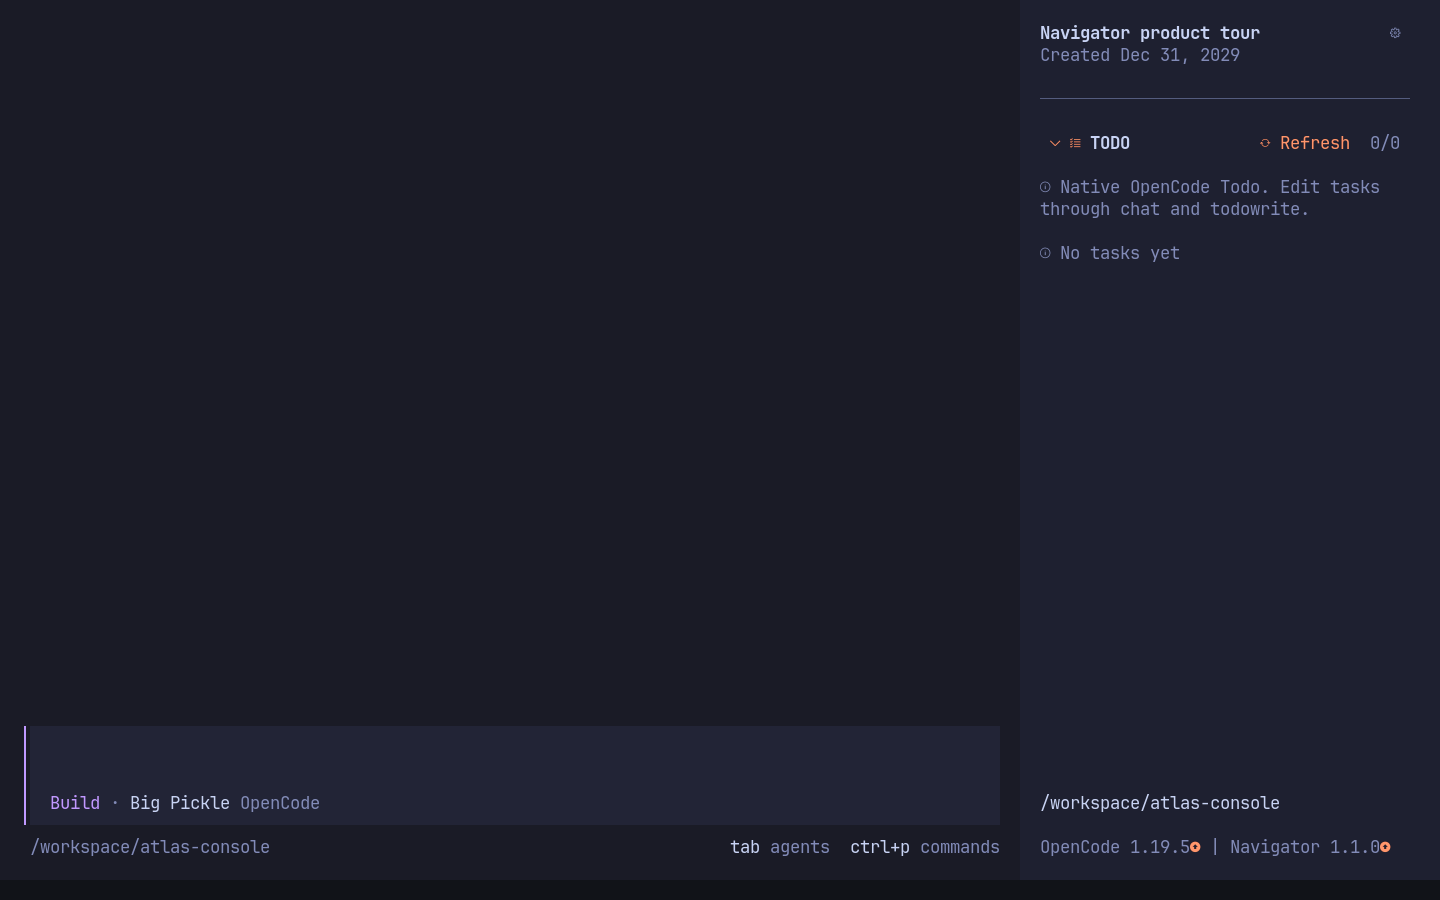 Navigator product tour
Created Dec 31, 2029
TODO Refresh 0/0
Native OpenCode Todo. Edit tasks
through chat and todowrite.
No tasks yet
Build · Big Pickle OpenCode
/workspace/atlas-console
tab agents ctrl+p commands
/workspace/atlas-console
OpenCode 1.19.5 | Navigator 1.1.0